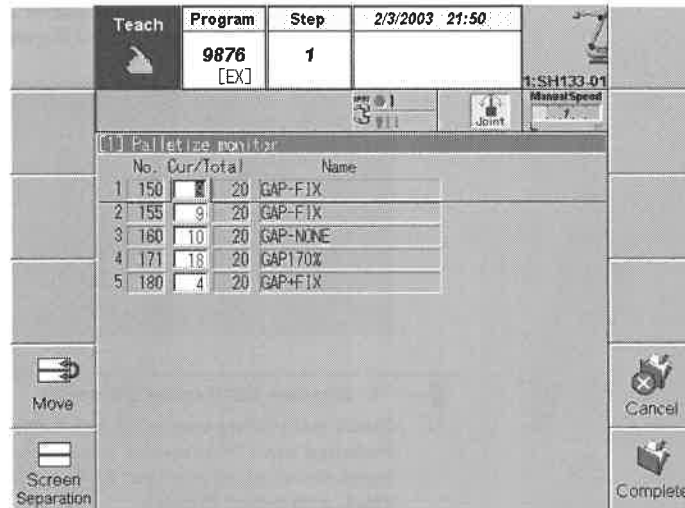 Teach
Program
Step
2/3/2003 21:50
9876
[EX]
1
1:SH133-01
Manual Speed
1
Joint
[1] Palletize monitor
No. Cur/Total Name
1 150 20 GAP-FIX
2 155 9 20 GAP-FIX
3 160 10 20 GAP-NONE
4 171 18 20 GAP170%
5 180 4 20 GAP+FIX
Move
Cancel
Screen
Separation
Complete